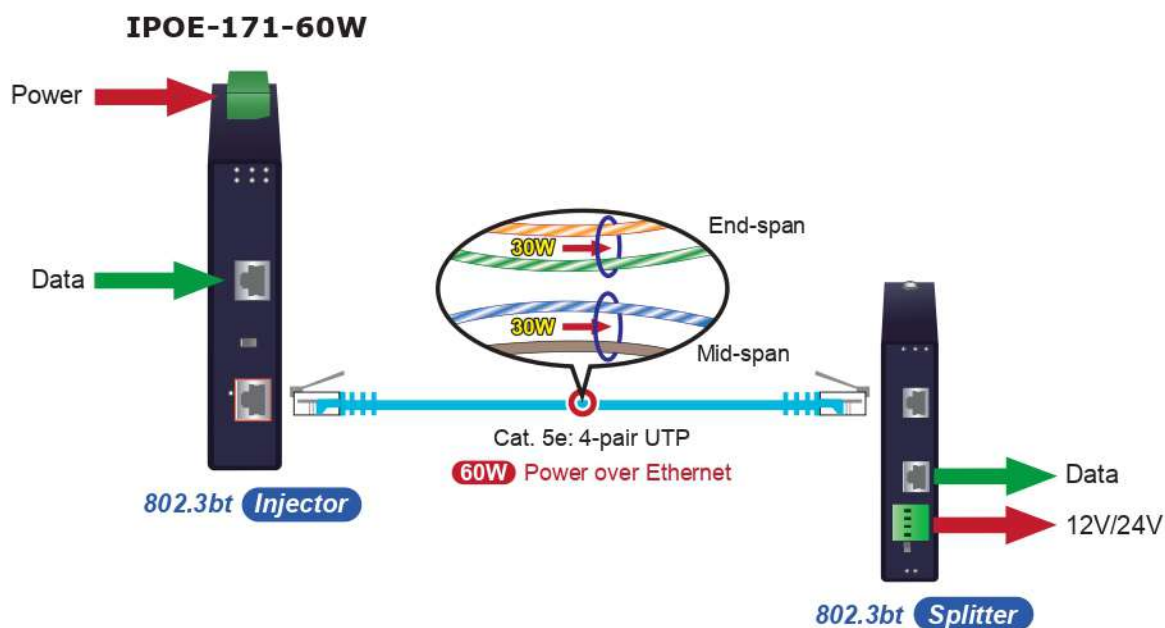 IPOE-171-60W
Power
Data
End-span
30W
30W
Mid-span
Cat. 5e: 4-pair UTP
60W Power over Ethernet
802.3bt Injector
Data
12V/24V
802.3bt Splitter